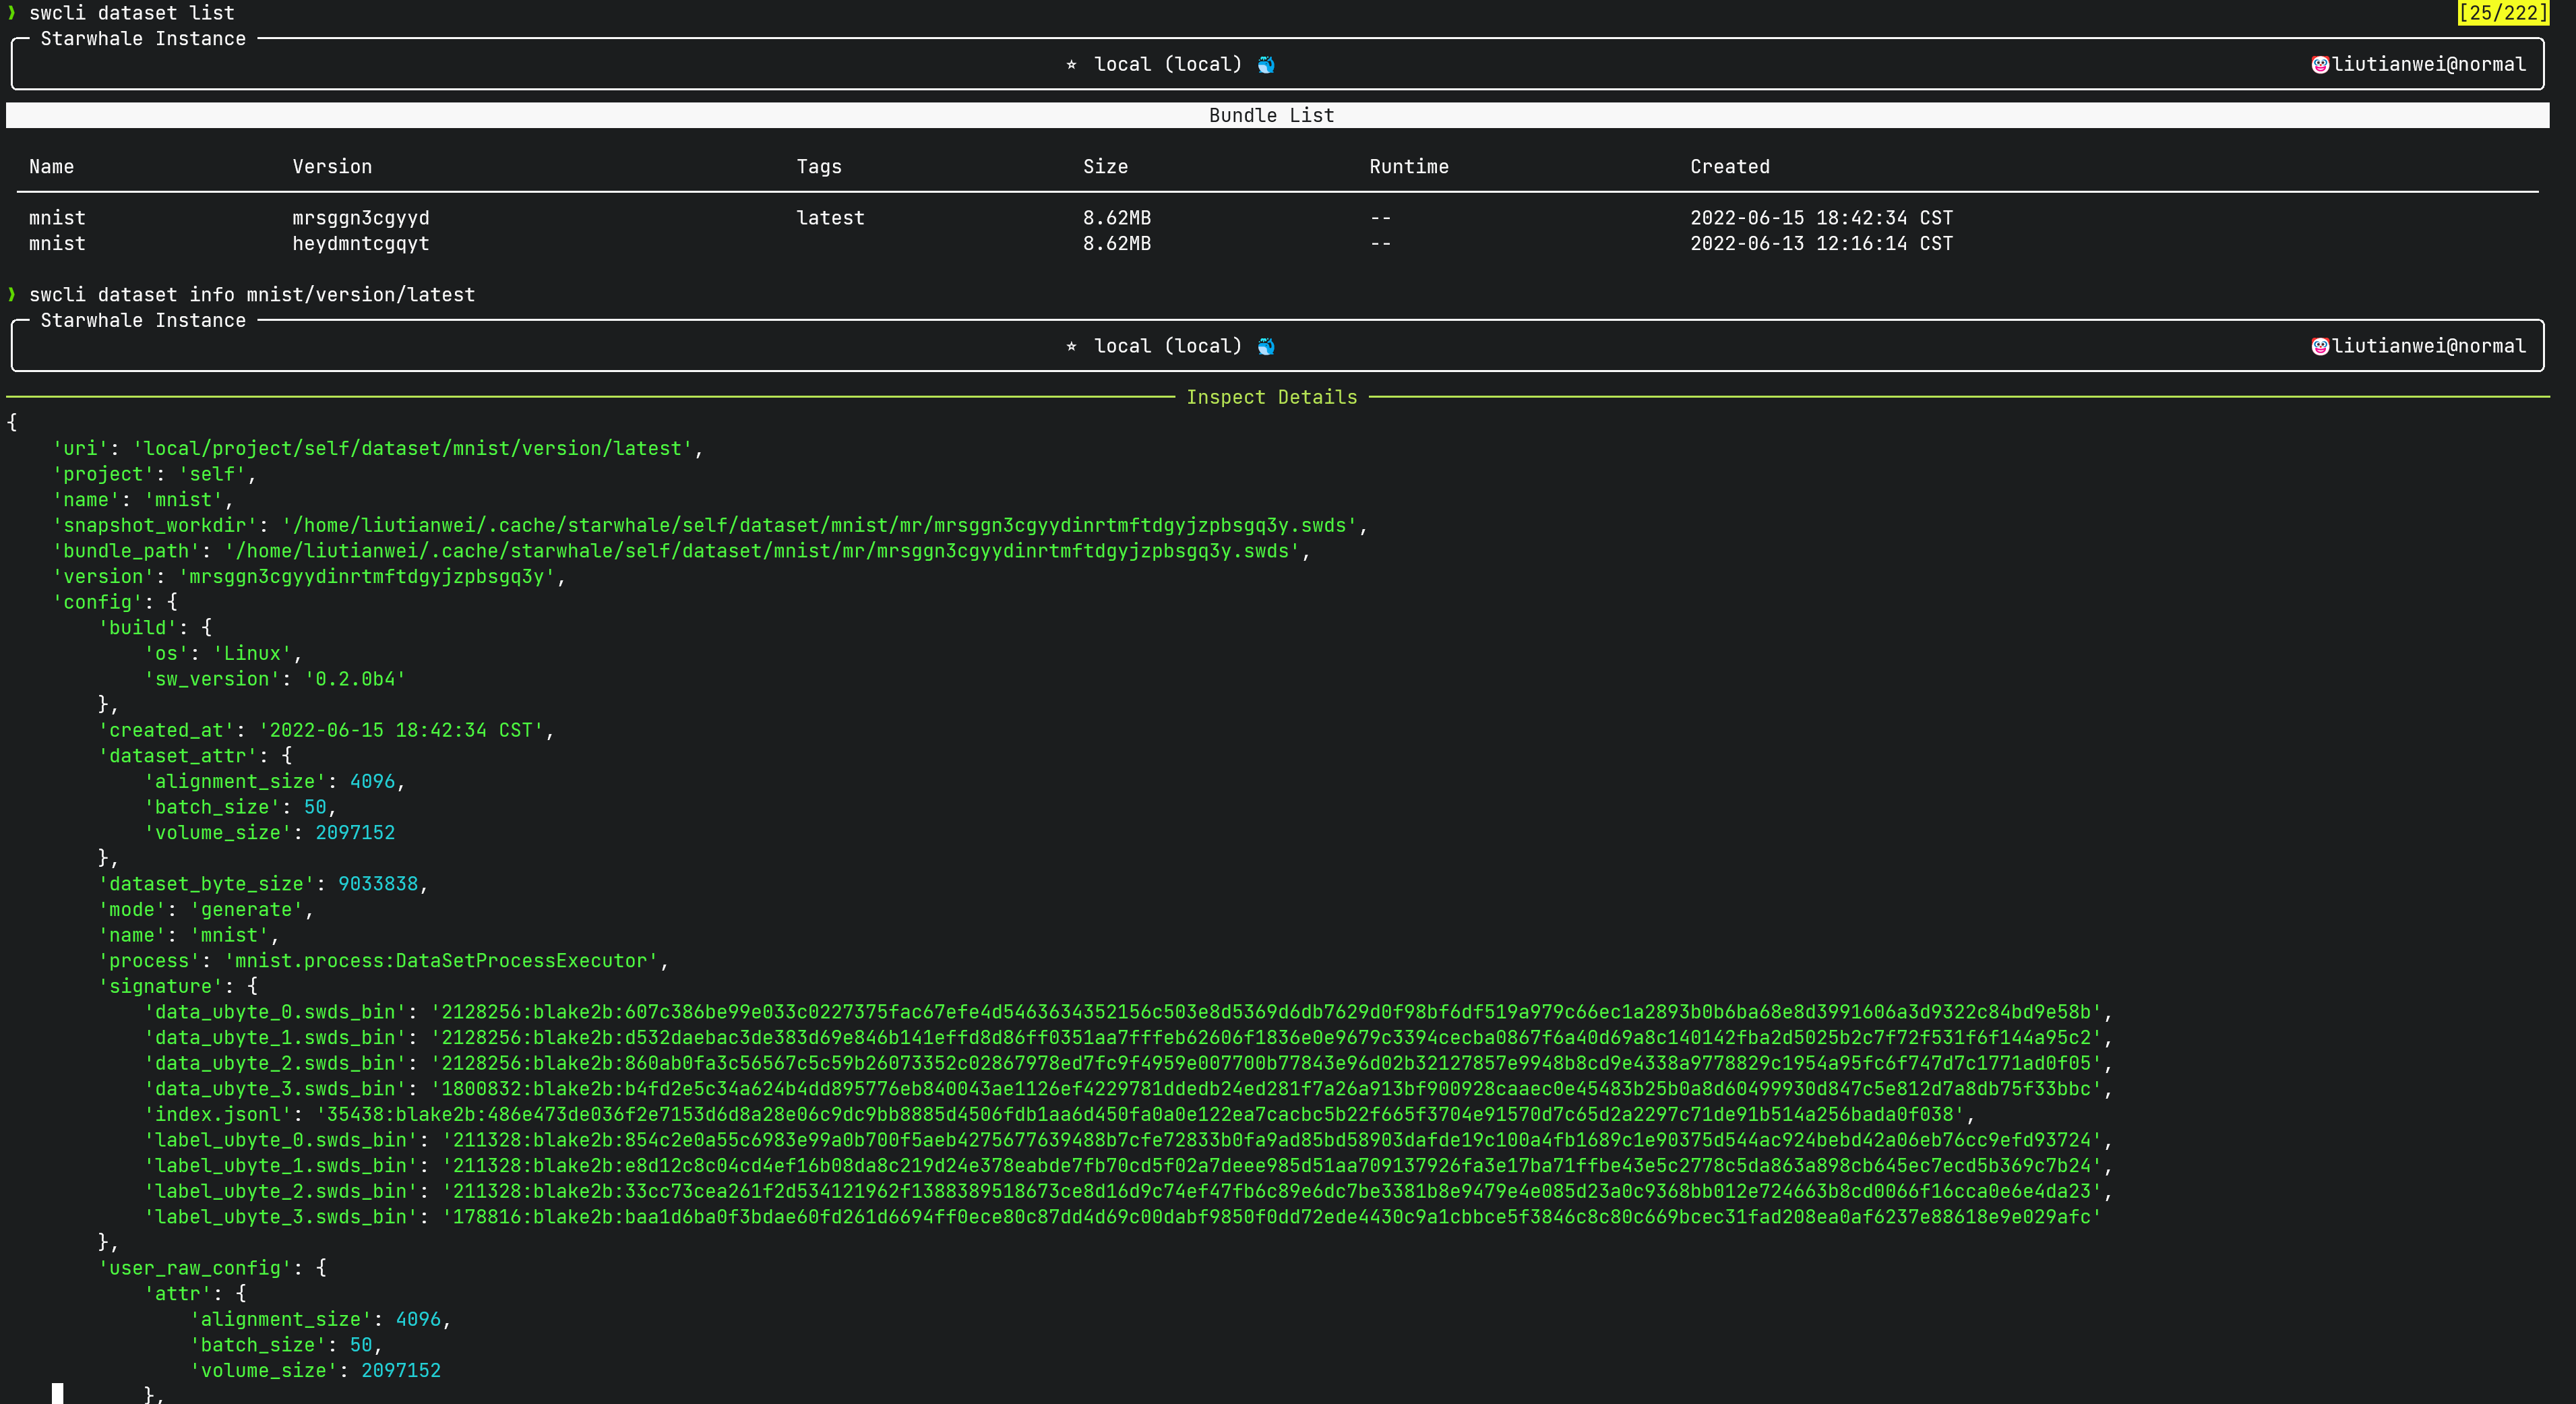 ❯ swcli dataset list [25/222]
Starwhale Instance
☆ local (local) 🐳 🤡liutianwei@normal
Bundle List
Name Version Tags Size Runtime Created
mnist mrsggn3cgyyd latest 8.62MB -- 2022-06-15 18:42:34 CST
mnist heydmntcgqyt 8.62MB -- 2022-06-13 12:16:14 CST
❯ swcli dataset info mnist/version/latest
Starwhale Instance
☆ local (local) 🐳 🤡liutianwei@normal
Inspect Details
{
    'uri': 'local/project/self/dataset/mnist/version/latest',
    'project': 'self',
    'name': 'mnist',
    'snapshot_workdir': '/home/liutianwei/.cache/starwhale/self/dataset/mnist/mr/mrsggn3cgyydinrtmftdgyjzpbsgq3y.swds',
    'bundle_path': '/home/liutianwei/.cache/starwhale/self/dataset/mnist/mr/mrsggn3cgyydinrtmftdgyjzpbsgq3y.swds',
    'version': 'mrsggn3cgyydinrtmftdgyjzpbsgq3y',
    'config': {
        'build': {
            'os': 'Linux',
            'sw_version': '0.2.0b4'
        },
        'created_at': '2022-06-15 18:42:34 CST',
        'dataset_attr': {
            'alignment_size': 4096,
            'batch_size': 50,
            'volume_size': 2097152
        },
        'dataset_byte_size': 9033838,
        'mode': 'generate',
        'name': 'mnist',
        'process': 'mnist.process:DataSetProcessExecutor',
        'signature': {
            'data_ubyte_0.swds_bin': '2128256:blake2b:607c386be99e033c0227375fac67efe4d5463634352156c503e8d5369d6db7629d0f98bf6df519a979c66ec1a2893b0b6ba68e8d3991606a3d9322c84bd9e58b',
            'data_ubyte_1.swds_bin': '2128256:blake2b:d532daebac3de383d69e846b141effd8d86ff0351aa7fffeb62606f1836e0e9679c3394cecba0867f6a40d69a8c140142fba2d5025b2c7f72f531f6f144a95c2',
            'data_ubyte_2.swds_bin': '2128256:blake2b:860ab0fa3c56567c5c59b26073352c02867978ed7fc9f4959e007700b77843e96d02b32127857e9948b8cd9e4338a9778829c1954a95fc6f747d7c1771ad0f05',
            'data_ubyte_3.swds_bin': '1800832:blake2b:b4fd2e5c34a624b4dd895776eb840043ae1126ef4229781ddedb24ed281f7a26a913bf900928caaec0e45483b25b0a8d60499930d847c5e812d7a8db75f33bbc',
            'index.jsonl': '35438:blake2b:486e473de036f2e7153d6d8a28e06c9dc9bb8885d4506fdb1aa6d450fa0a0e122ea7cacbc5b22f665f3704e91570d7c65d2a2297c71de91b514a256bada0f038',
            'label_ubyte_0.swds_bin': '211328:blake2b:854c2e0a55c6983e99a0b700f5aeb4275677639488b7cfe72833b0fa9ad85bd58903dafde19c100a4fb1689c1e90375d544ac924bebd42a06eb76cc9efd93724',
            'label_ubyte_1.swds_bin': '211328:blake2b:e8d12c8c04cd4ef16b08da8c219d24e378eabde7fb70cd5f02a7deee985d51aa709137926fa3e17ba71ffbe43e5c2778c5da863a898cb645ec7ecd5b369c7b24',
            'label_ubyte_2.swds_bin': '211328:blake2b:33cc73cea261f2d534121962f1388389518673ce8d16d9c74ef47fb6c89e6dc7be3381b8e9479e4e085d23a0c9368bb012e724663b8cd0066f16cca0e6e4da23',
            'label_ubyte_3.swds_bin': '178816:blake2b:baa1d6ba0f3bdae60fd261d6694ff0ece80c87dd4d69c00dabf9850f0dd72ede4430c9a1cbbce5f3846c8c80c669bcec31fad208ea0af6237e88618e9e029afc'
        },
        'user_raw_config': {
            'attr': {
                'alignment_size': 4096,
                'batch_size': 50,
                'volume_size': 2097152
            },